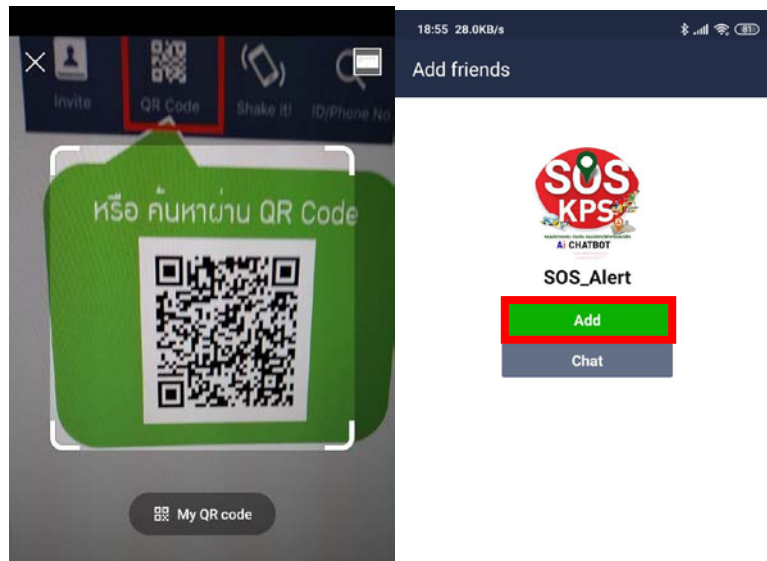 Invite
QR Code
Shake it!
ID/Phone No
หรือ ค้นหาผ่าน QR Code
My QR code
18:55 28.0KB/s
81
Add friends
SOS
KPS
Ai CHATBOT
SOS_Alert
Add
Chat